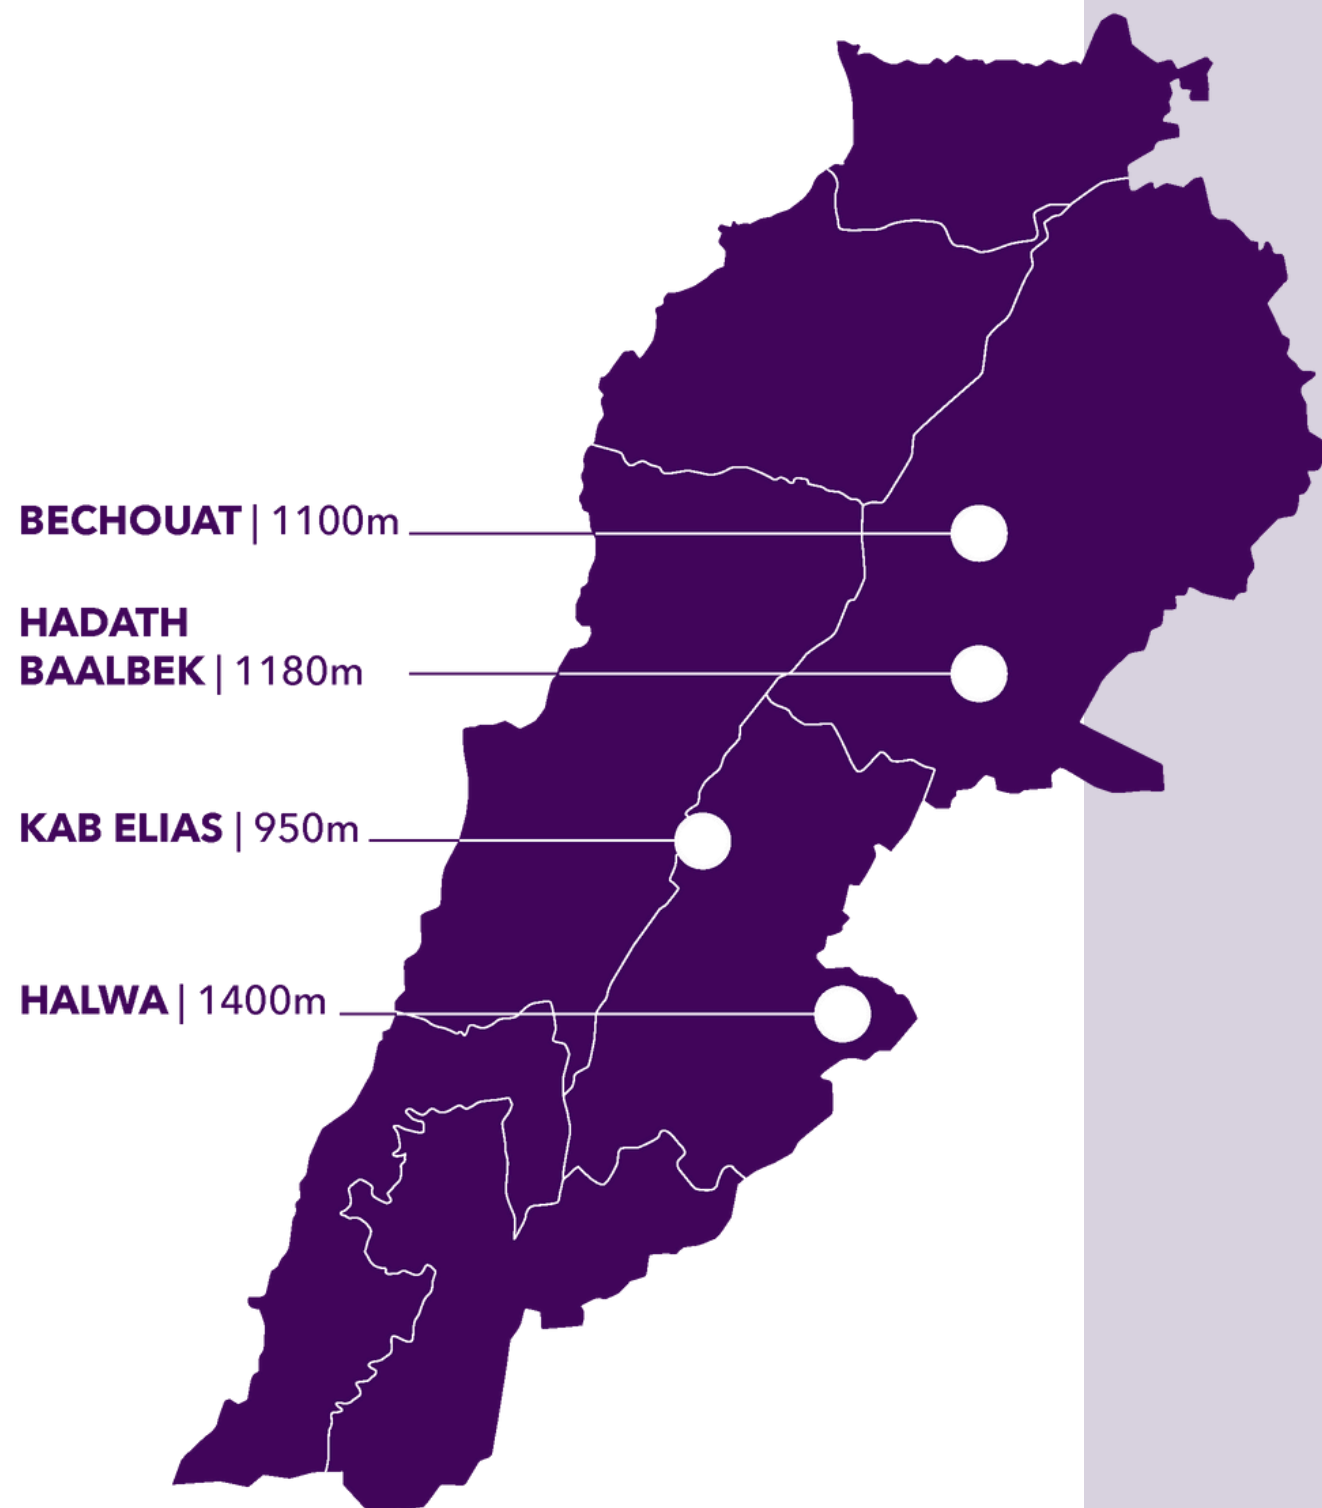 BECHOUAT | 1100m
HADATH
BAALBEK | 1180m
KAB ELIAS | 950m
HALWA | 1400m